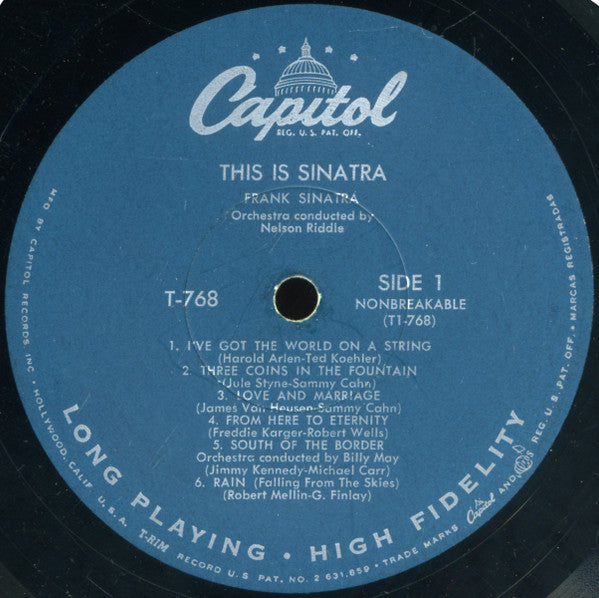 Capitol
REG. U.S. PAT. OFF.
THIS IS SINATRA
FRANK SINATRA
Orchestra conducted by
Nelson Riddle
T-768
SIDE 1
NONBREAKABLE
(T1-768)
1. I'VE GOT THE WORLD ON A STRING
(Harold Arlen-Ted Koehler)
2. THREE COINS IN THE FOUNTAIN
(Jule Styne-Sammy Cahn)
3. LOVE AND MARRIAGE
(James Van Heusen-Sammy Cahn)
4. FROM HERE TO ETERNITY
(Freddie Karger-Robert Wells)
5. SOUTH OF THE BORDER
Orchestra conducted by Billy May
(Jimmy Kennedy-Michael Carr)
6. RAIN (Falling From The Skies)
(Robert Mellin-G. Finlay)
LONG PLAYING • HIGH FIDELITY
MFD BY CAPITOL RECORDS INC • HOLLYWOOD, CALIF. U.S.A. T-RIM RECORD U.S PAT. NO. 2 631.859 • TRADE MARKS Capitol AND REG. U.S. PAT. OFF. • MARCAS REGISTRADAS